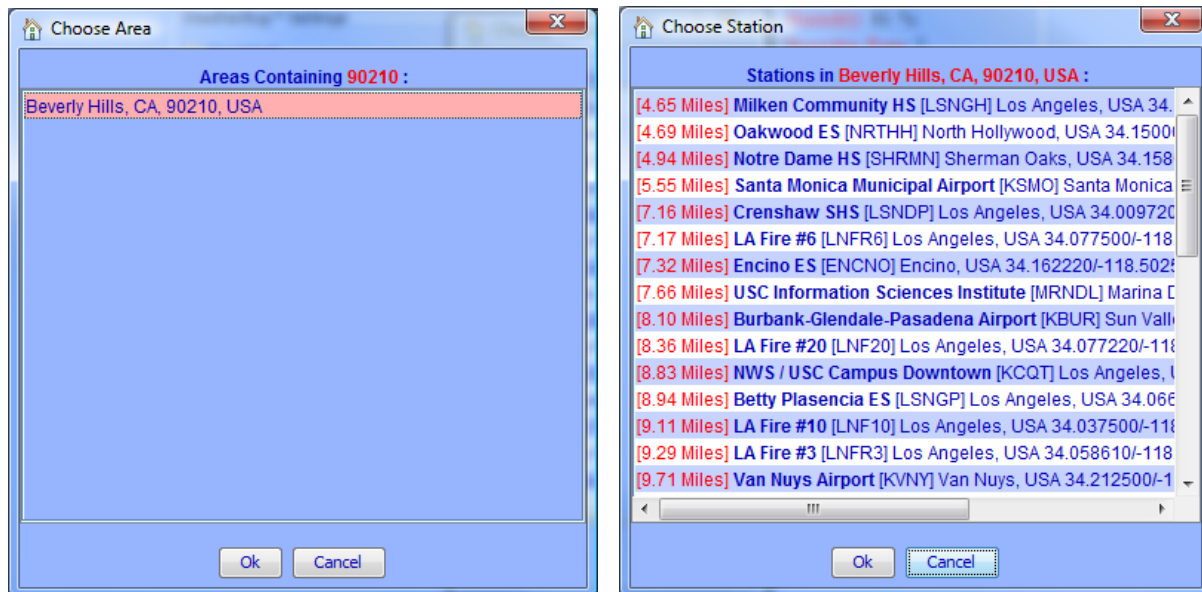 Choose Area
Areas Containing 90210 :
Beverly Hills, CA, 90210, USA
Ok
Cancel
Choose Station
Stations in Beverly Hills, CA, 90210, USA :
[4.65 Miles] Milken Community HS [LSNGH] Los Angeles, USA 34.
[4.69 Miles] Oakwood ES [NRTHH] North Hollywood, USA 34.1500
[4.94 Miles] Notre Dame HS [SHRMN] Sherman Oaks, USA 34.158
[5.55 Miles] Santa Monica Municipal Airport [KSMO] Santa Monica
[7.16 Miles] Crenshaw SHS [LSNDP] Los Angeles, USA 34.009720
[7.17 Miles] LA Fire #6 [LNFR6] Los Angeles, USA 34.077500/-118
[7.32 Miles] Encino ES [ENCNO] Encino, USA 34.162220/-118.502
[7.66 Miles] USC Information Sciences Institute [MRNDL] Marina
[8.10 Miles] Burbank-Glendale-Pasadena Airport [KBUR] Sun Vall
[8.36 Miles] LA Fire #20 [LNF20] Los Angeles, USA 34.077220/-118
[8.83 Miles] NWS / USC Campus Downtown [KCQT] Los Angeles,
[8.94 Miles] Betty Plasencia ES [LSNGP] Los Angeles, USA 34.066
[9.11 Miles] LA Fire #10 [LNF10] Los Angeles, USA 34.037500/-118
[9.29 Miles] LA Fire #3 [LNFR3] Los Angeles, USA 34.058610/-118
[9.71 Miles] Van Nuys Airport [KVNY] Van Nuys, USA 34.212500/-1
Ok
Cancel